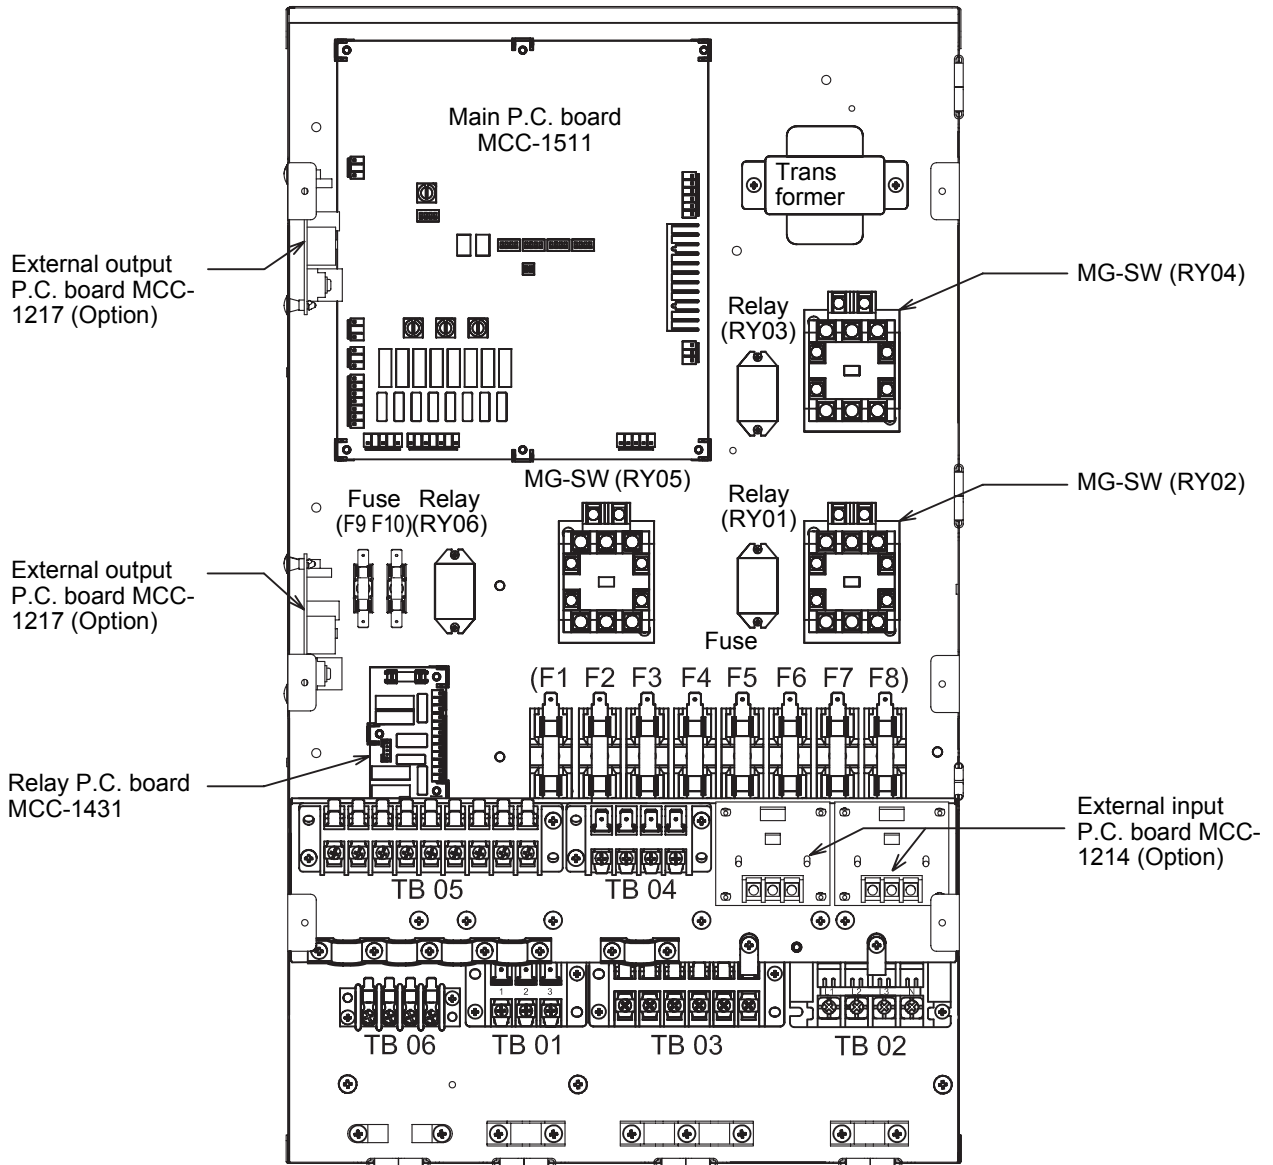 Main P.C. board
MCC-1511
Trans
former
External output
P.C. board MCC-
1217 (Option)
MG-SW (RY04)
Relay
(RY03)
MG-SW (RY05)
MG-SW (RY02)
Fuse
(F9 F10)
Relay
(RY06)
Relay
(RY01)
External output
P.C. board MCC-
1217 (Option)
Fuse
(F1 F2 F3 F4 F5 F6 F7 F8)
Relay P.C. board
MCC-1431
External input
P.C. board MCC-
1214 (Option)
TB 05
TB 04
1 2 3
L1 L2 L3 N
TB 06
TB 01
TB 03
TB 02